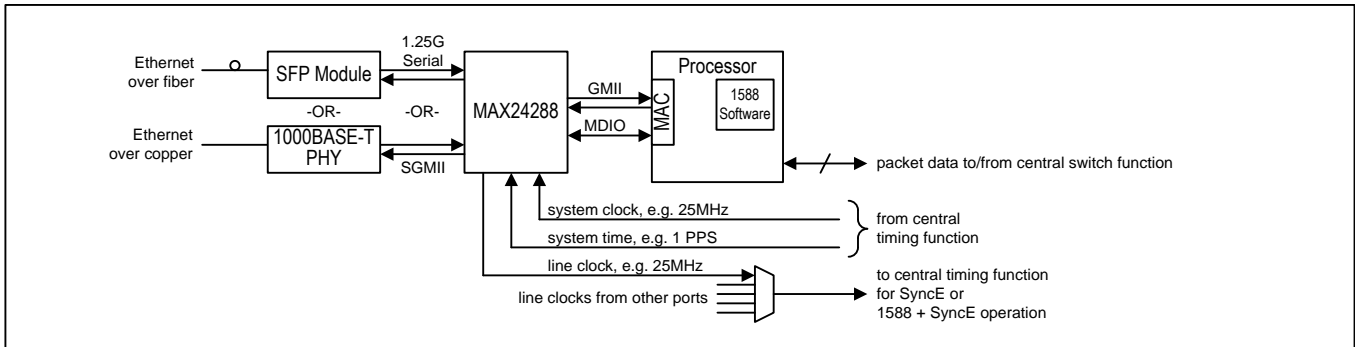 1.25G
Serial
Ethernet
over fiber
SFP Module
-OR-
-OR-
Ethernet
over copper
1000BASE-T
PHY
SGMII
MAX24288
GMII
MDIO
Processor
MAC
1588
Software
packet data to/from central switch function
system clock, e.g. 25MHz
system time, e.g. 1 PPS
from central
timing function
line clock, e.g. 25MHz
line clocks from other ports
to central timing function
for SyncE or
1588 + SyncE operation